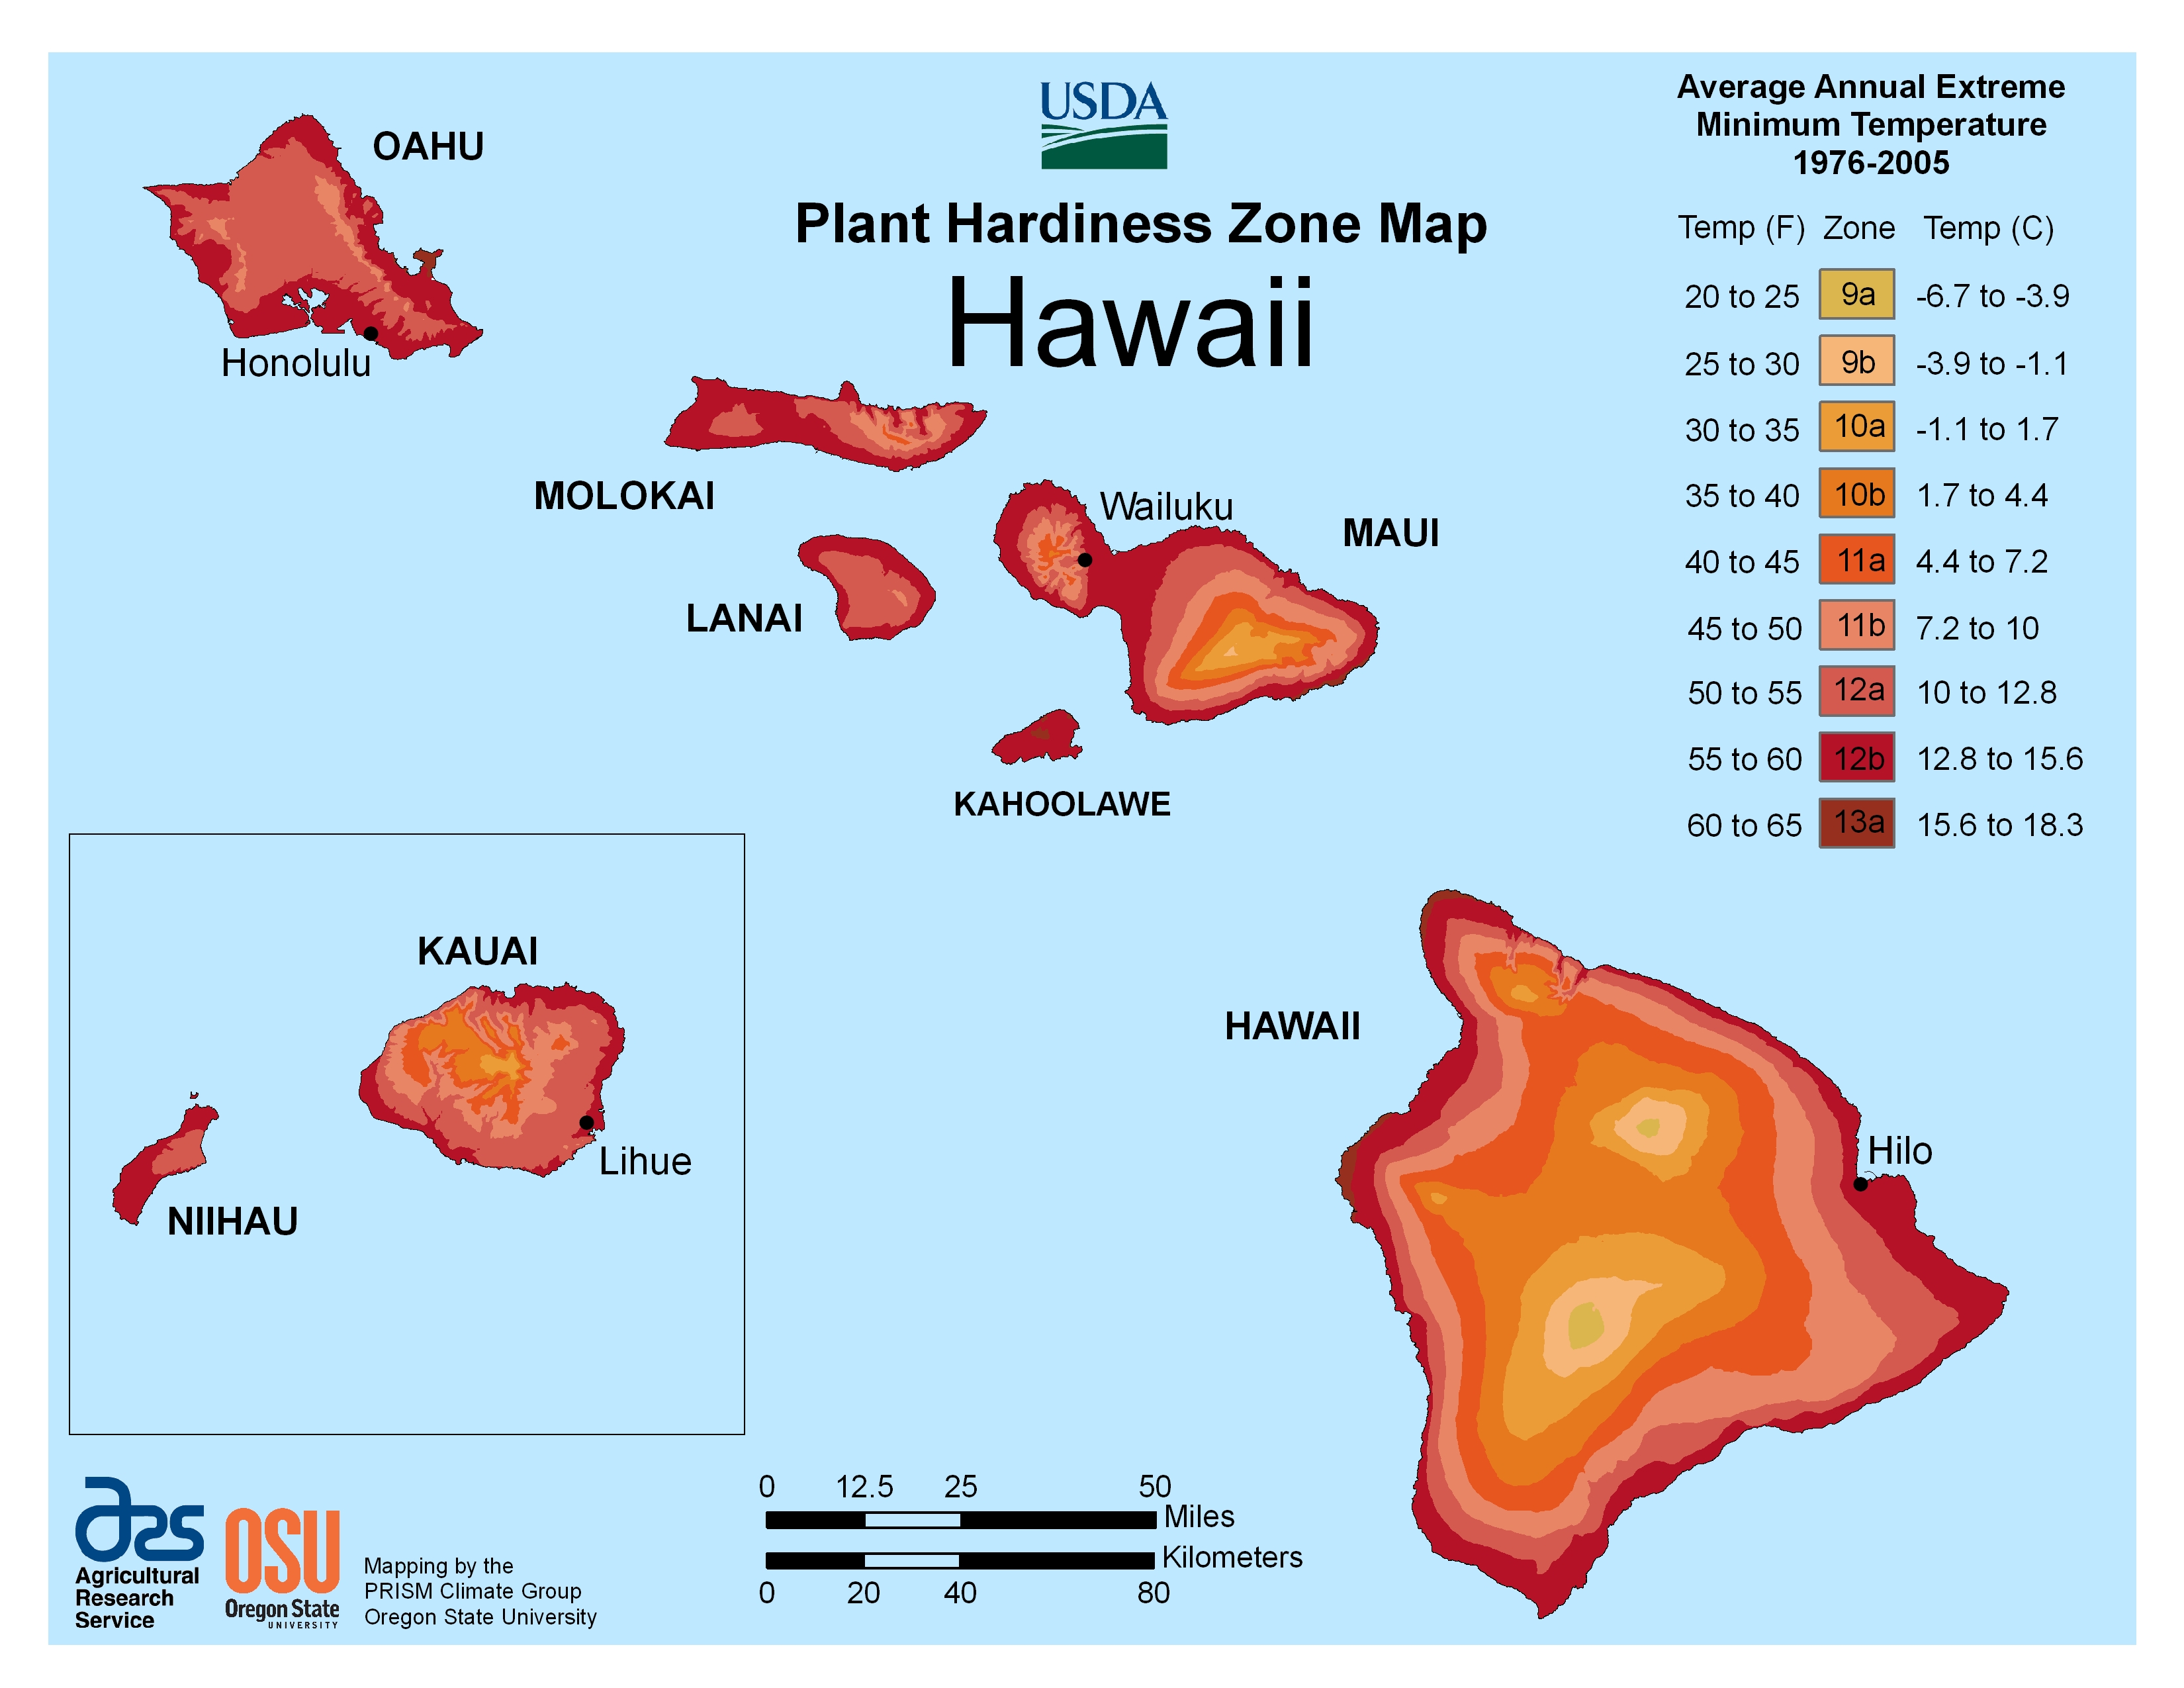 USDA
Plant Hardiness Zone Map
Hawaii
Average Annual Extreme
Minimum Temperature
1976-2005
Temp (F) Zone Temp (C)
20 to 25 9a -6.7 to -3.9
25 to 30 9b -3.9 to -1.1
30 to 35 10a -1.1 to 1.7
35 to 40 10b 1.7 to 4.4
40 to 45 11a 4.4 to 7.2
45 to 50 11b 7.2 to 10
50 to 55 12a 10 to 12.8
55 to 60 12b 12.8 to 15.6
60 to 65 13a 15.6 to 18.3
OAHU
Honolulu
MOLOKAI
Wailuku
MAUI
LANAI
KAHOOLAWE
KAUAI
Lihue
NIIHAU
HAWAII
Hilo
ars
Agricultural
Research
Service
OSU
Oregon State
UNIVERSITY
Mapping by the
PRISM Climate Group
Oregon State University
0 12.5 25 50
Miles
Kilometers
0 20 40 80